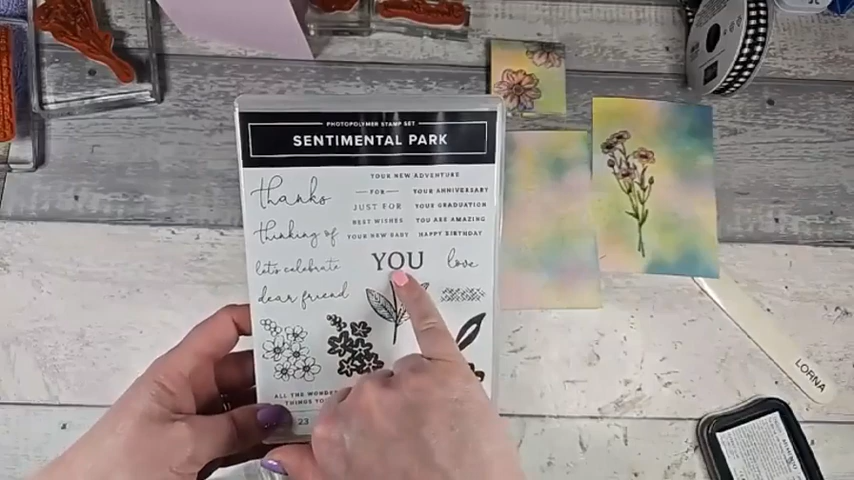 PHOTOPOLYMER STAMP SET
SENTIMENTAL PARK
thanks
YOUR NEW ADVENTURE
FOR
YOUR ANNIVERSARY
JUST FOR
YOUR GRADUATION
thinking of
BEST WISHES
YOU ARE AMAZING
YOUR NEW BABY
HAPPY BIRTHDAY
let's celebrate
YOU
love
dear friend
ALL THE
THINGS
23
LORNA